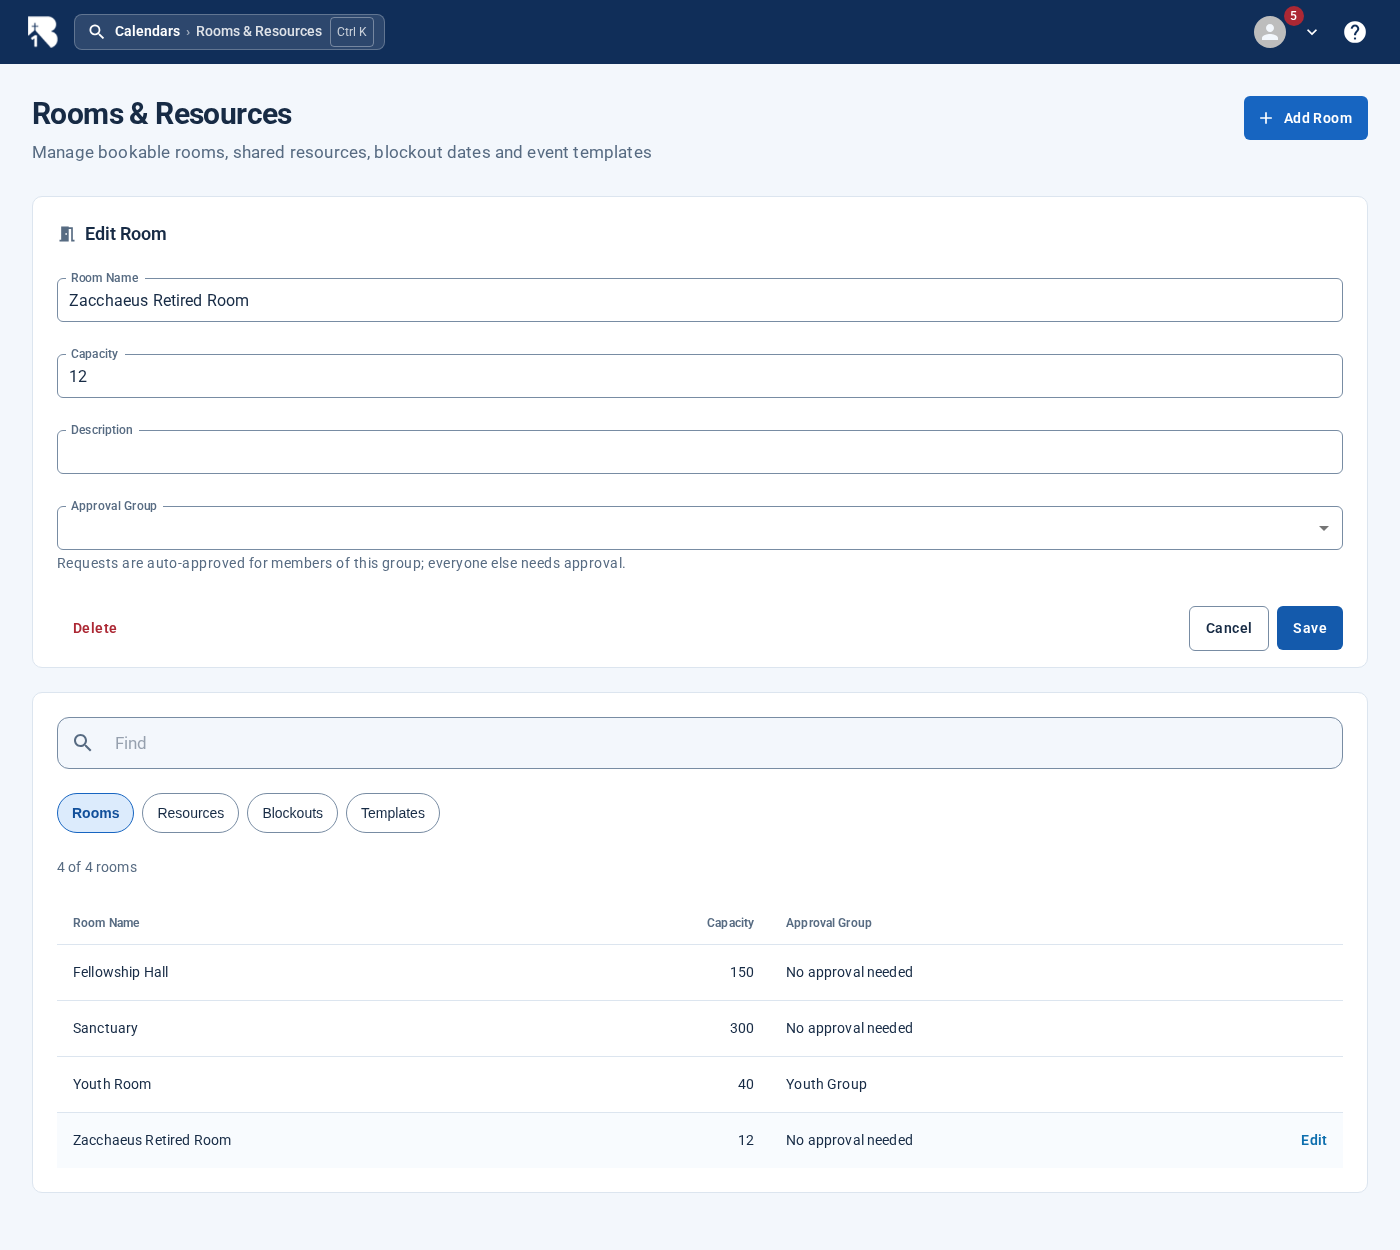 Calendars › Rooms & Resources Ctrl K
5
Rooms & Resources
Add Room
Manage bookable rooms, shared resources, blockout dates and event templates
Edit Room
Room Name
Zacchaeus Retired Room
Capacity
12
Description
Approval Group
Requests are auto-approved for members of this group; everyone else needs approval.
Delete Cancel Save
Find
Rooms Resources Blockouts Templates
4 of 4 rooms
Room Name Capacity Approval Group
Fellowship Hall 150 No approval needed
Sanctuary 300 No approval needed
Youth Room 40 Youth Group
Zacchaeus Retired Room 12 No approval needed Edit